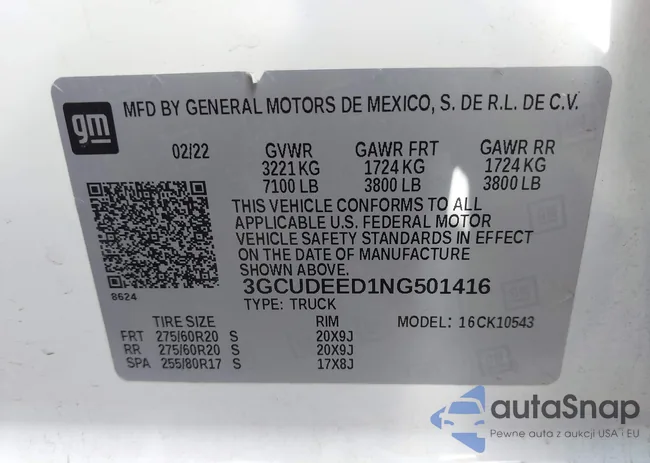 gm
MFD BY GENERAL MOTORS DE MEXICO, S. DE R.L. DE C.V.
02/22 GVWR GAWR FRT GAWR RR
3221 KG 1724 KG 1724 KG
7100 LB 3800 LB 3800 LB
THIS VEHICLE CONFORMS TO ALL
APPLICABLE U.S. FEDERAL MOTOR
VEHICLE SAFETY STANDARDS IN EFFECT
ON THE DATE OF MANUFACTURE
SHOWN ABOVE.
8624
3GCUDEED1NG501416
TYPE: TRUCK
TIRE SIZE RIM MODEL: 16CK10543
FRT 275/60R20 S 20X9J
RR 275/60R20 S 20X9J
SPA 255/80R17 S 17X8J
autaSnap
Pewne auta z aukcji USA i EU